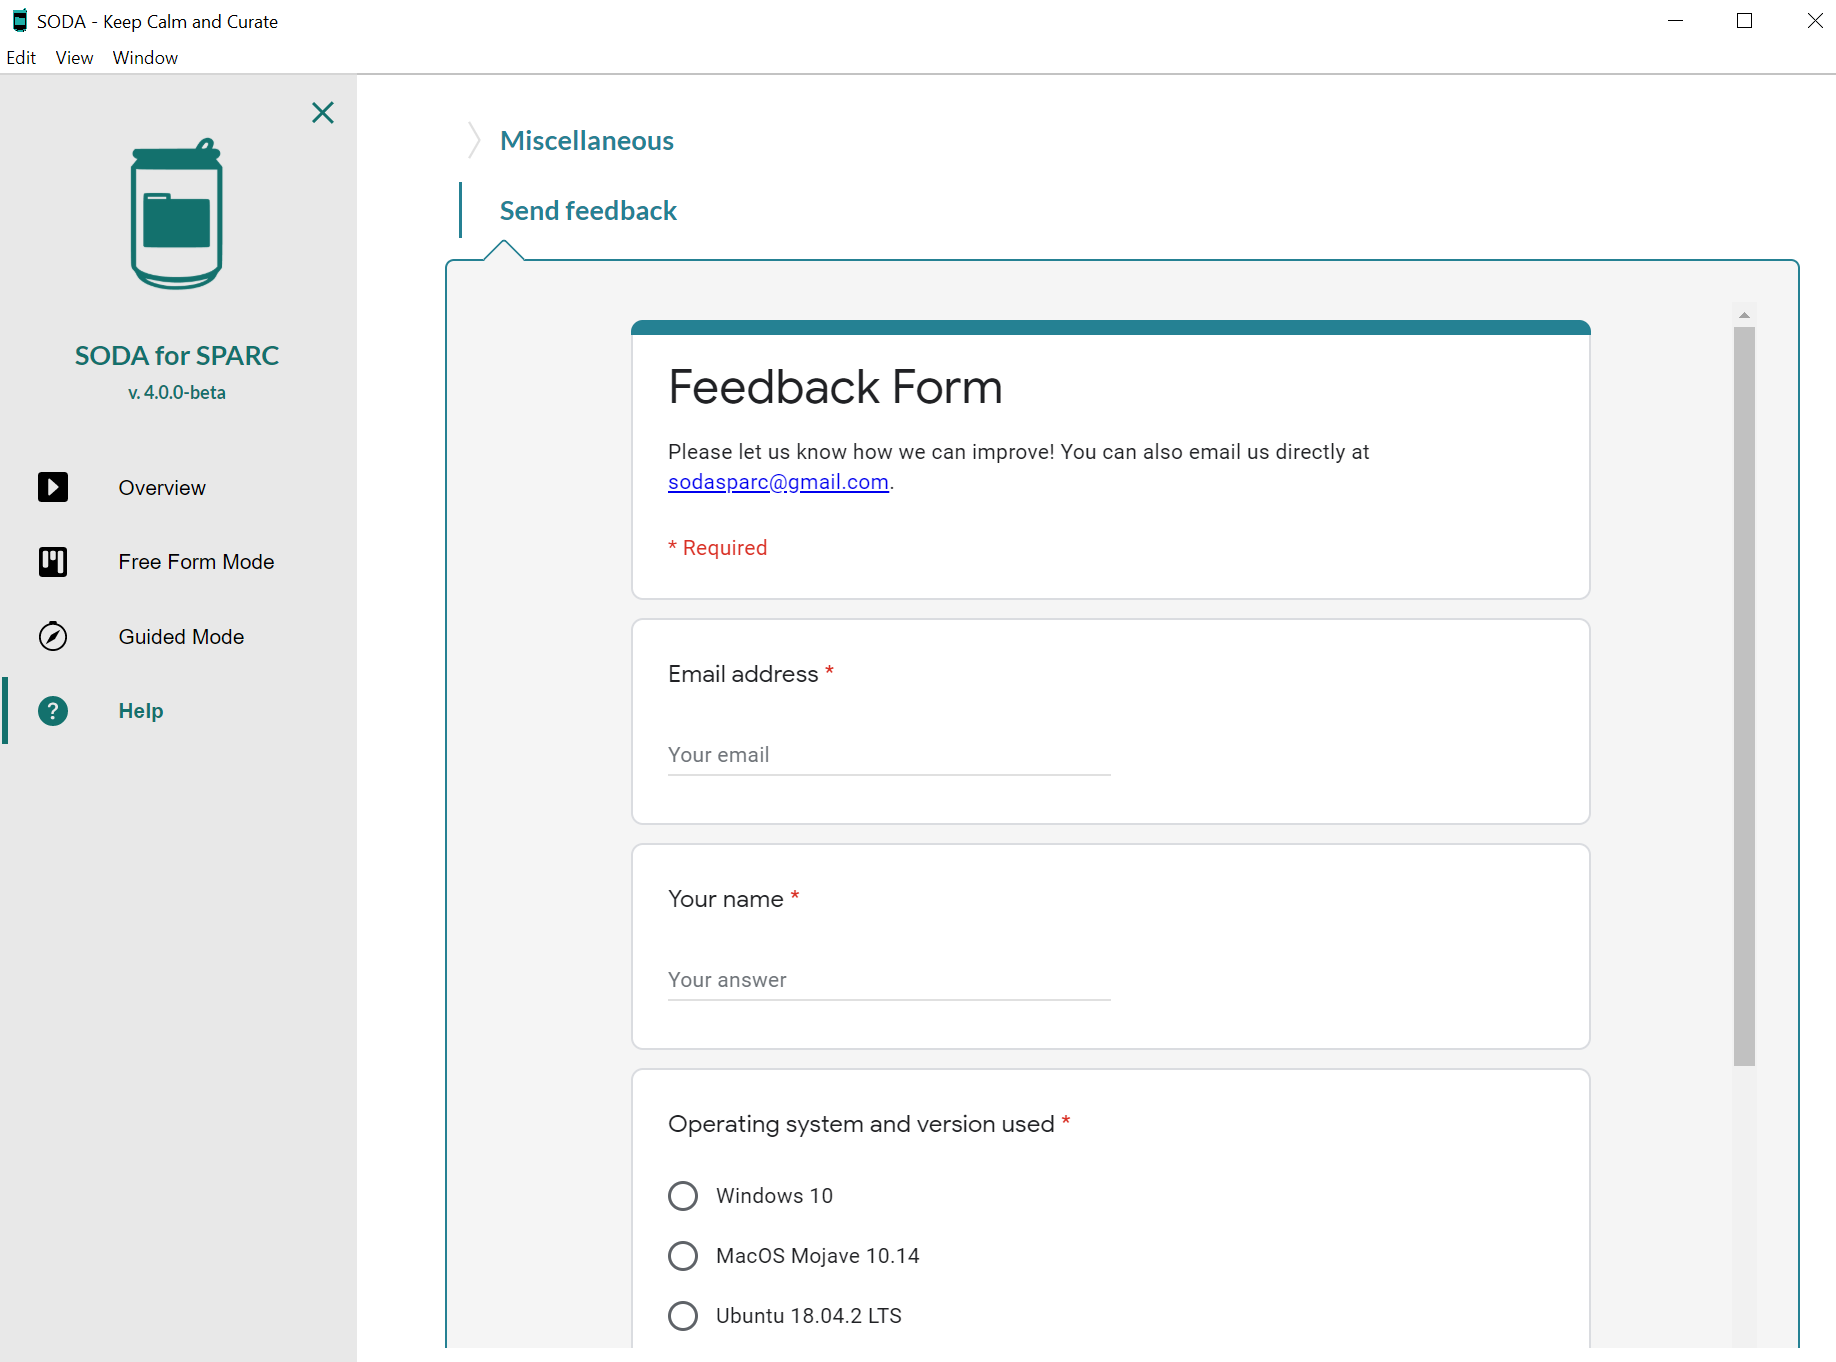 SODA - Keep Calm and Curate
Edit View Window
SODA for SPARC
v. 4.0.0-beta
Overview
Free Form Mode
Guided Mode
Help
Miscellaneous
Send feedback
Feedback Form
Please let us know how we can improve! You can also email us directly at
sodasparc@gmail.com.
* Required
Email address *
Your email
Your name *
Your answer
Operating system and version used *
Windows 10
MacOS Mojave 10.14
Ubuntu 18.04.2 LTS